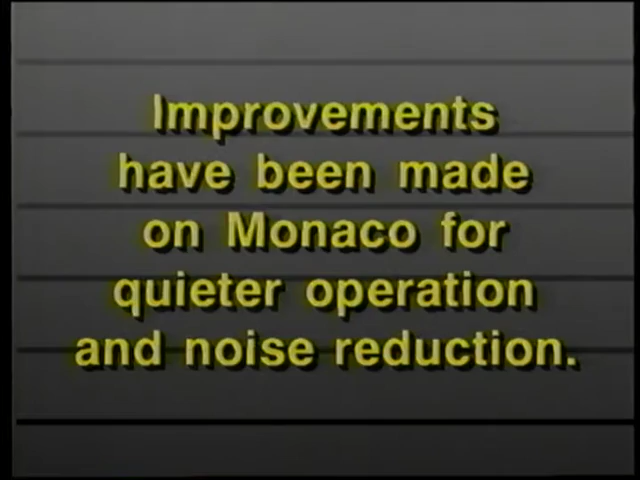 Improvements
have been made
on Monaco for
quieter operation
and noise reduction.